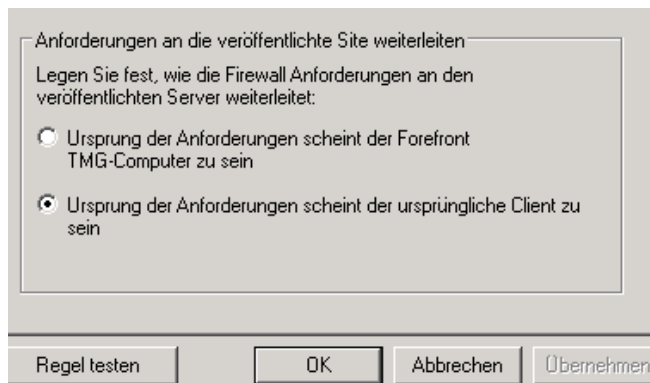 Anforderungen an die veröffentlichte Site weiterleiten
Legen Sie fest, wie die Firewall Anforderungen an den
veröffentlichten Server weiterleitet:
Ursprung der Anforderungen scheint der Forefront
TMG-Computer zu sein
Ursprung der Anforderungen scheint der ursprüngliche Client zu
sein
Regel testen
OK
Abbrechen
Übernehmen